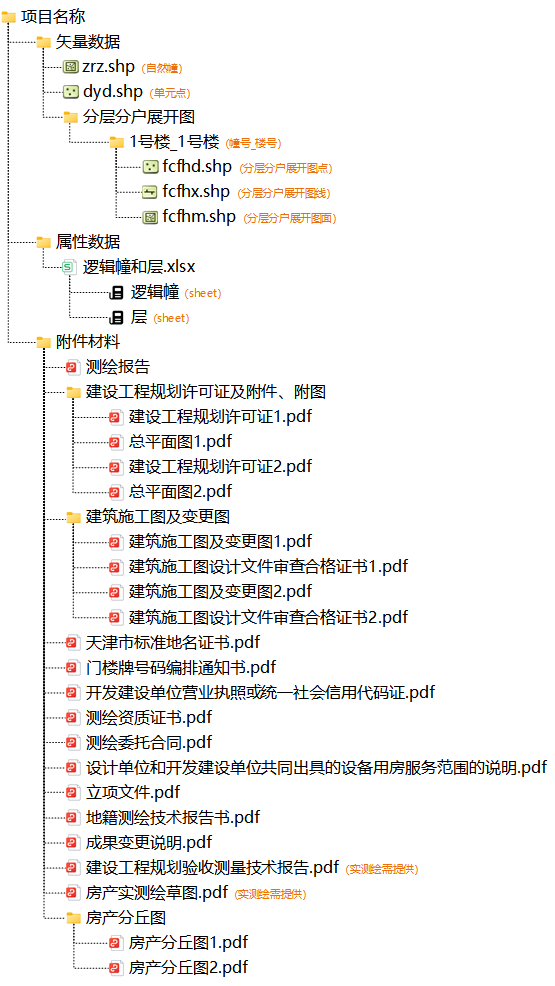 项目名称
矢量数据
zrz.shp (自然幢)
dyd.shp (单元点)
分层分户展开图
1号楼_1号楼 (幢号_楼号)
fcfhd.shp (分层分户展开图点)
fcfhx.shp (分层分户展开图线)
fcfhm.shp (分层分户展开图面)
属性数据
逻辑幢和层.xlsx
逻辑幢 (sheet)
层 (sheet)
附件材料
测绘报告
建设工程规划许可证及附件、附图
建设工程规划许可证1.pdf
总平面图1.pdf
建设工程规划许可证2.pdf
总平面图2.pdf
建筑施工图及变更图
建筑施工图及变更图1.pdf
建筑施工图设计文件审查合格证书1.pdf
建筑施工图及变更图2.pdf
建筑施工图设计文件审查合格证书2.pdf
天津市标准地名证书.pdf
门楼牌号码编排通知书.pdf
开发建设单位营业执照或统一社会信用代码证.pdf
测绘资质证书.pdf
测绘委托合同.pdf
设计单位和开发建设单位共同出具的设备用房服务范围的说明.pdf
立项文件.pdf
地籍测绘技术报告书.pdf
成果变更说明.pdf
建设工程规划验收测量技术报告.pdf (实测绘需提供)
房产实测绘草图.pdf (实测绘需提供)
房产分丘图
房产分丘图1.pdf
房产分丘图2.pdf